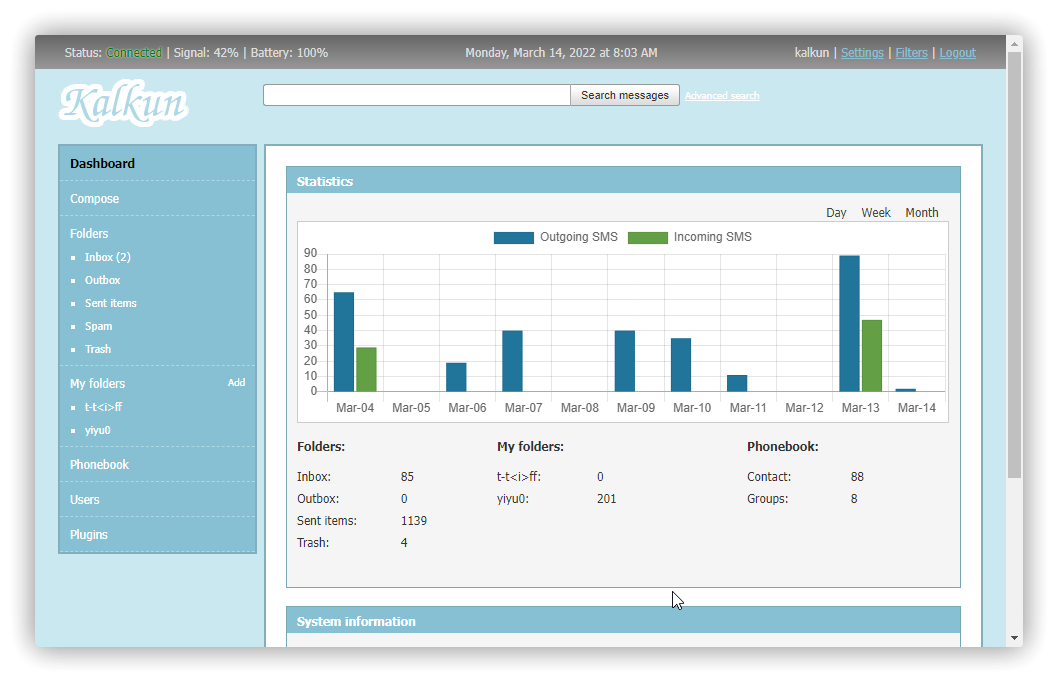 Status: Connected | Signal: 42% | Battery: 100% Monday, March 14, 2022 at 8:03 AM kalkun | Settings | Filters | Logout
Kalkun
Search messages Advanced search
Dashboard
Compose
Folders
Inbox (2)
Outbox
Sent items
Spam
Trash
My folders Add
t-t<i>ff
yiyu0
Phonebook
Users
Plugins
Statistics
Day Week Month
Outgoing SMS Incoming SMS
90
80
70
60
50
40
30
20
10
0
Mar-04 Mar-05 Mar-06 Mar-07 Mar-08 Mar-09 Mar-10 Mar-11 Mar-12 Mar-13 Mar-14
Folders: My folders: Phonebook:
Inbox: 85 t-t<i>ff: 0 Contact: 88
Outbox: 0 yiyu0: 201 Groups: 8
Sent items: 1139
Trash: 4
System information